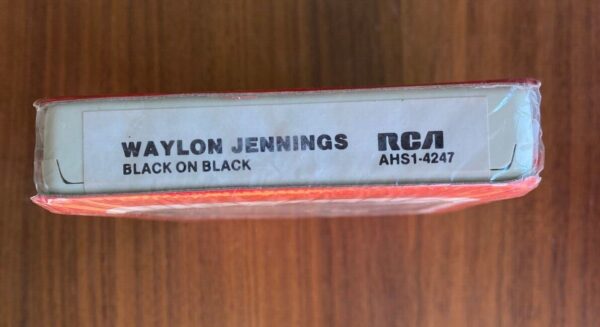 WAYLON JENNINGS
BLACK ON BLACK
RCA
AHS1-4247